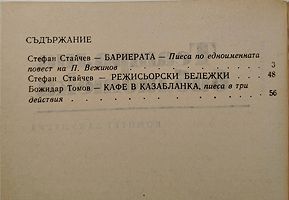 СЪДЪРЖАНИЕ
Стефан Стайчев — БАРИЕРАТА — Пиеса по едноименната
повест на П. Вежинов 3
Стефан Стайчев — РЕЖИСЬОРСКИ БЕЛЕЖКИ 48
Божидар Томов — КАФЕ В КАЗАБЛАНКА, пиеса в три
действия 56